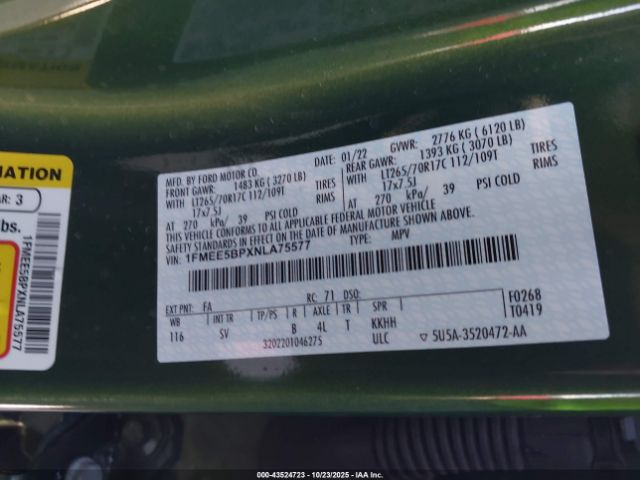 MFD. BY FORD MOTOR CO.
DATE: 01/22
GVWR: 2776 KG ( 6120 LB)
FRONT GAWR: 1483 KG ( 3270 LB)
REAR GAWR: 1393 KG ( 3070 LB)
WITH LT265/70R17C 112/109T TIRES
WITH LT265/70R17C 112/109T TIRES
17x7.5J RIMS
17x7.5J RIMS
AT 270 kPa/ 39 PSI COLD
AT 270 kPa/ 39 PSI COLD
THIS VEHICLE CONFORMS TO ALL APPLICABLE FEDERAL MOTOR VEHICLE
SAFETY STANDARDS IN EFFECT ON THE DATE OF MANUFACTURE SHOWN ABOVE.
VIN: 1FMEE5BPXNLA75577
TYPE: MPV
EXT PNT: FA RC: 71 DSO:
WB INT TR TP/PS R AXLE TR SPR
116 SV B 4L T KKHH
3202201046275 ULC
F0268
T0419
5U5A-3520472-AA
MATION
AR: 3
lbs.
1FMEE5BPXNLA75577
000-43524723 - 10/23/2025 - IAAC